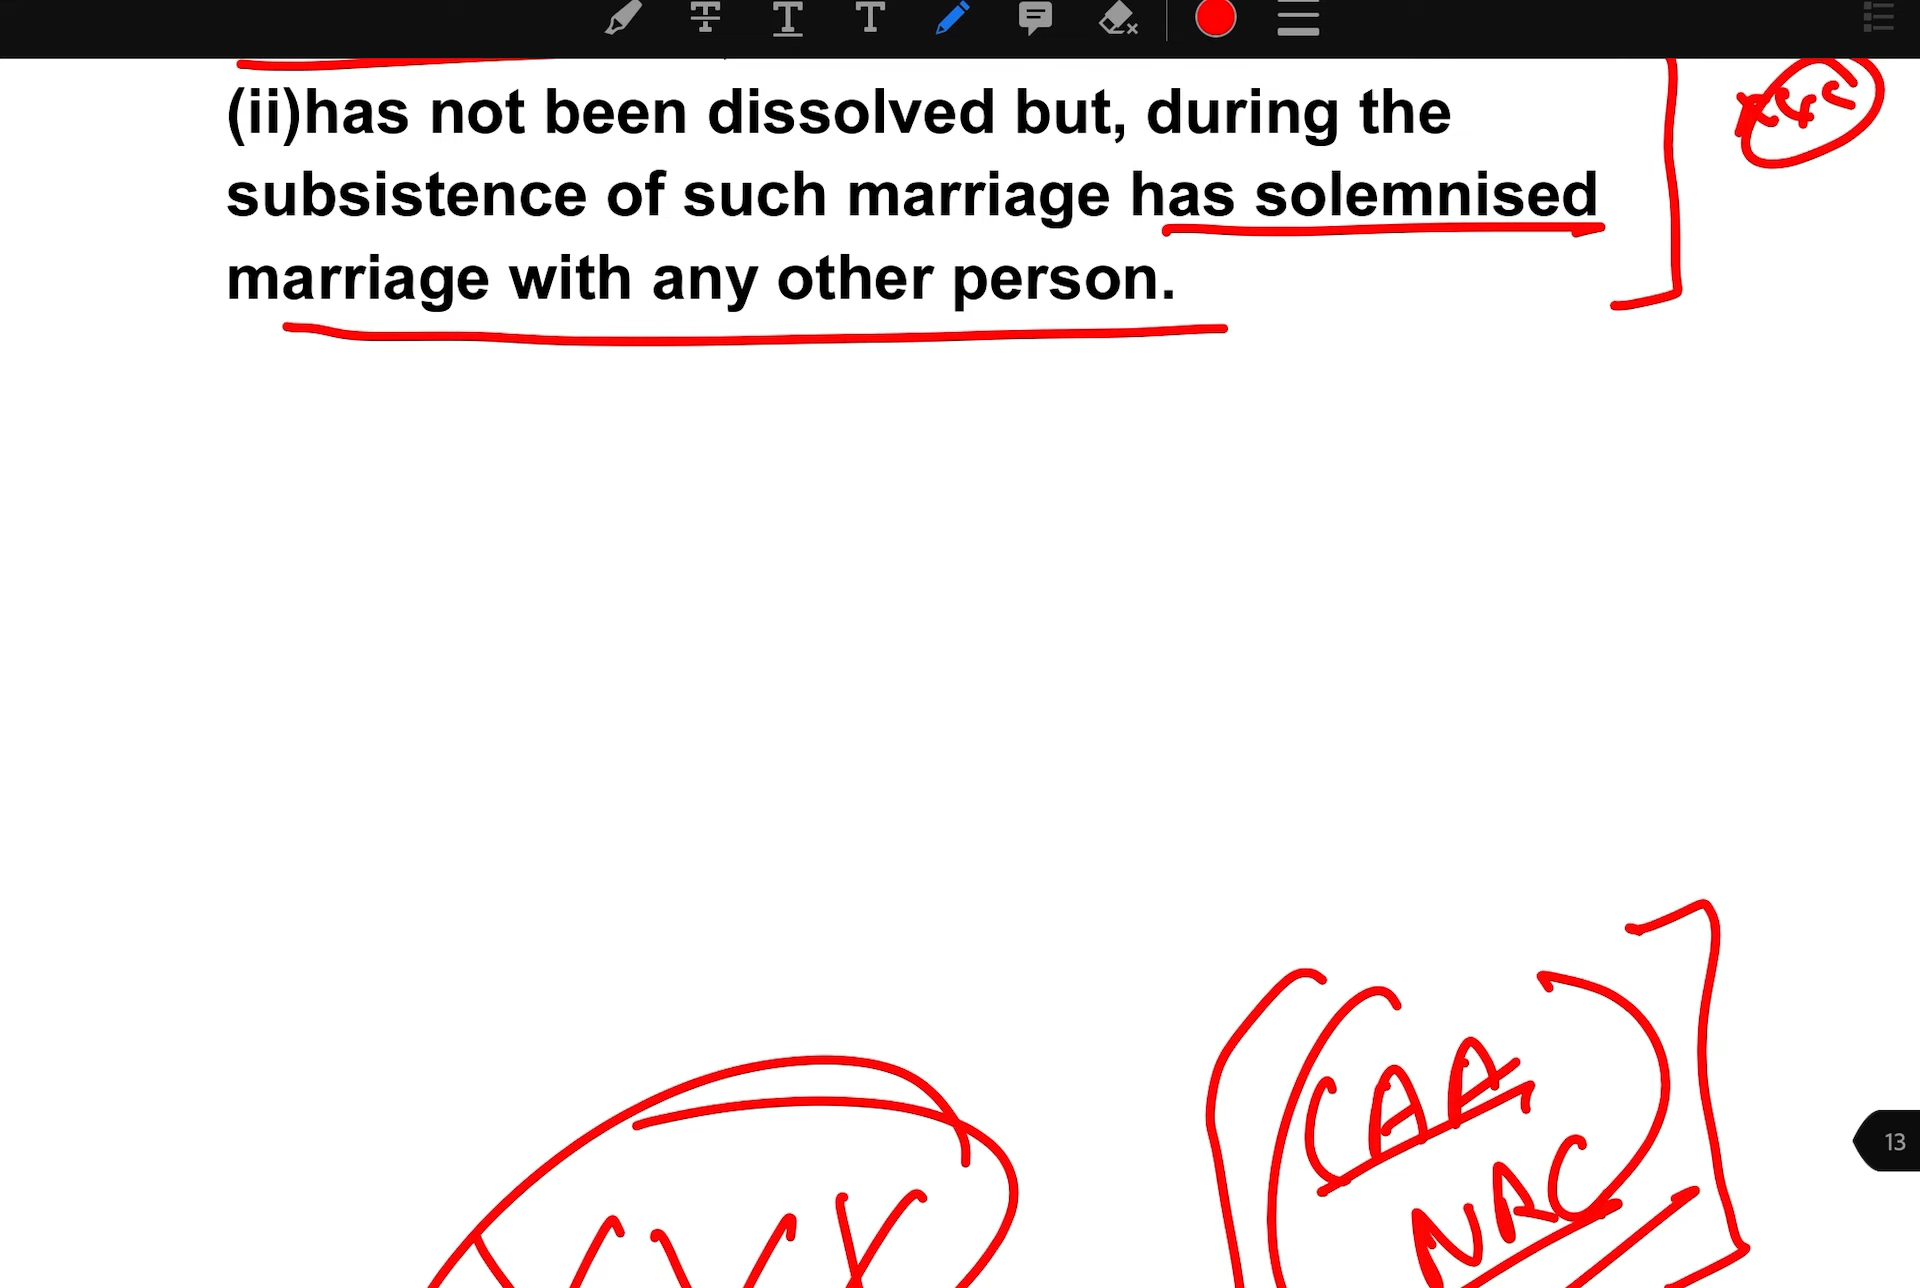 (ii)has not been dissolved but, during the
subsistence of such marriage has solemnised
marriage with any other person.
CAA
NAC
13